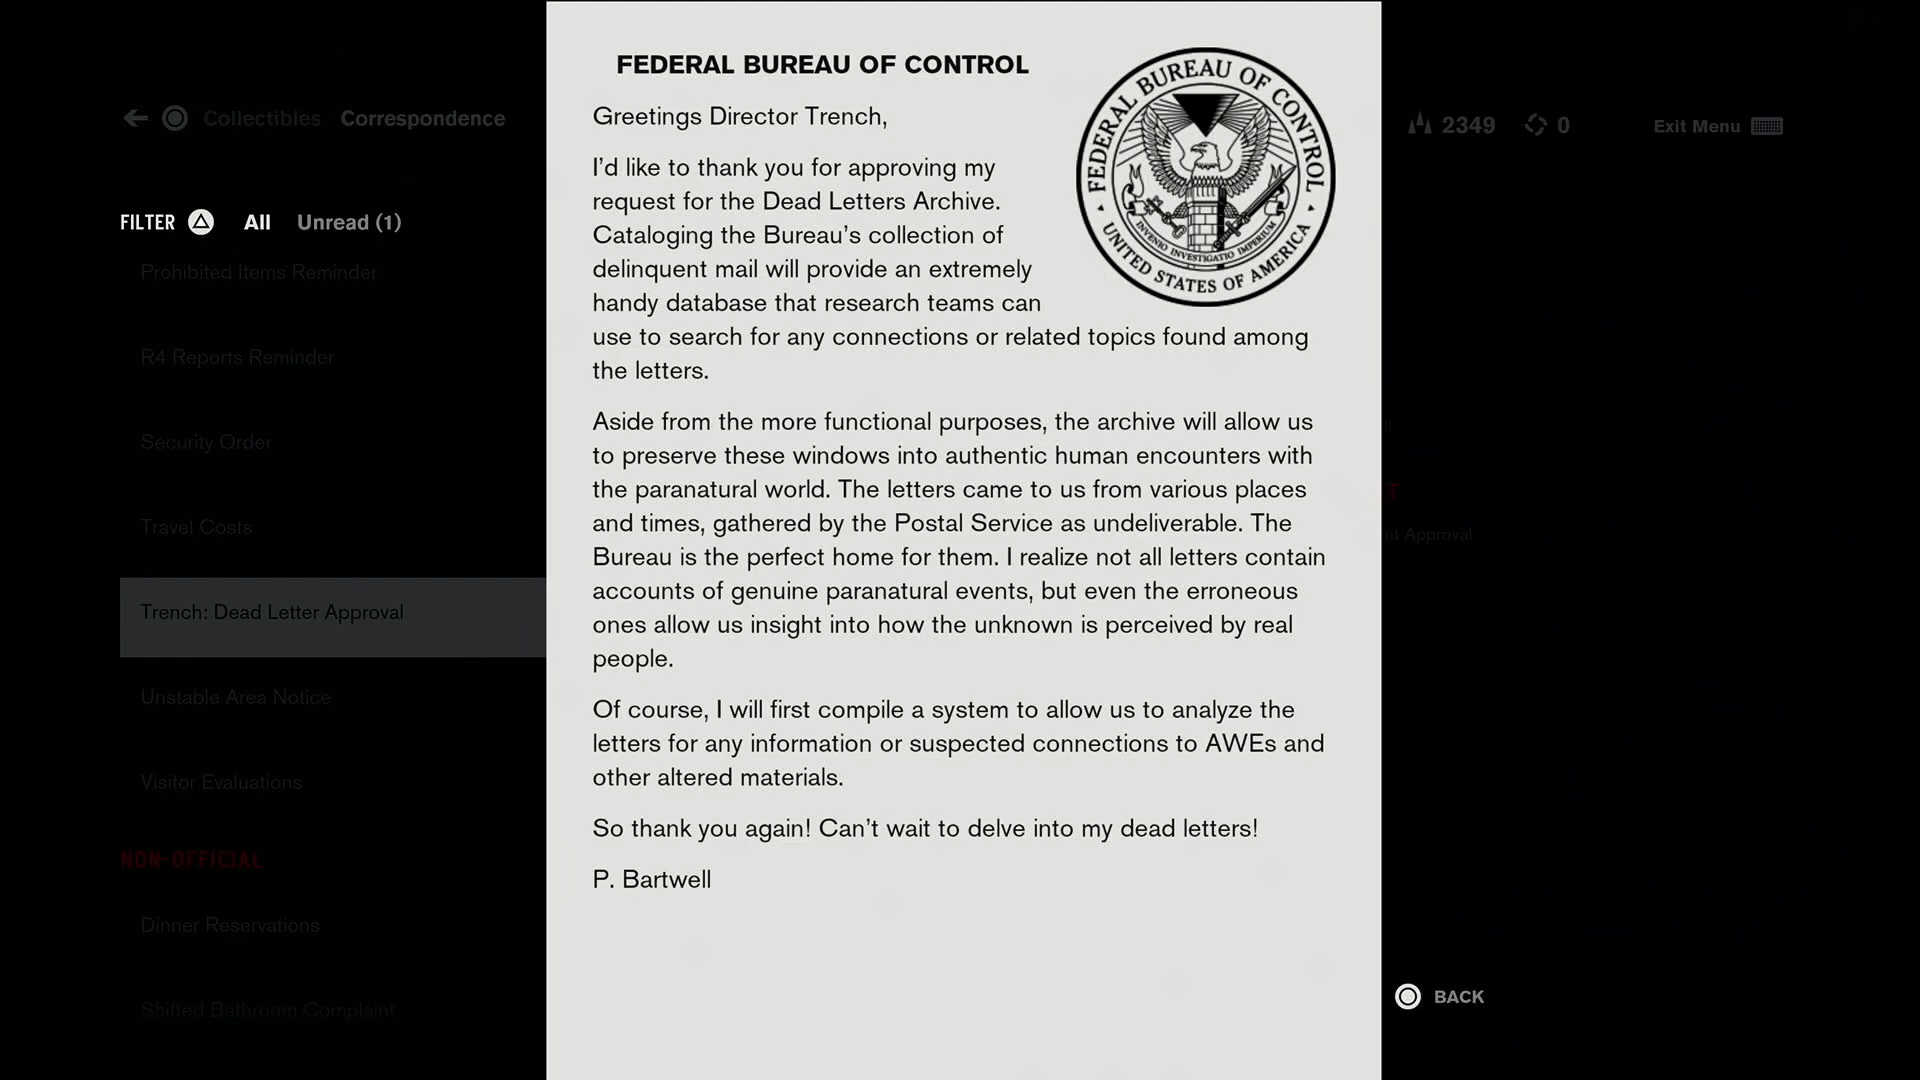 FEDERAL BUREAU OF CONTROL
Greetings Director Trench,
I'd like to thank you for approving my
request for the Dead Letters Archive.
Cataloging the Bureau's collection of
delinquent mail will provide an extremely
handy database that research teams can
use to search for any connections or related topics found among
the letters.
Aside from the more functional purposes, the archive will allow us
to preserve these windows into authentic human encounters with
the paranatural world. The letters came to us from various places
and times, gathered by the Postal Service as undeliverable. The
Bureau is the perfect home for them. I realize not all letters contain
accounts of genuine paranatural events, but even the erroneous
ones allow us insight into how the unknown is perceived by real
people.
Of course, I will first compile a system to allow us to analyze the
letters for any information or suspected connections to AWEs and
other altered materials.
So thank you again! Can't wait to delve into my dead letters!
P. Bartwell
FEDERAL BUREAU OF CONTROL
UNITED STATES OF AMERICA
INVENIO INVESTIGATIO IMPERIUM
Collectibles Correspondence
2349 0 Exit Menu
FILTER All Unread (1)
Prohibited Items Reminder
R4 Reports Reminder
Security Order
Travel Costs
Trench: Dead Letter Approval
Unstable Area Notice
Visitor Evaluations
NON-OFFICIAL
Dinner Reservations
Shifted Bathroom Complaint
Approval
BACK